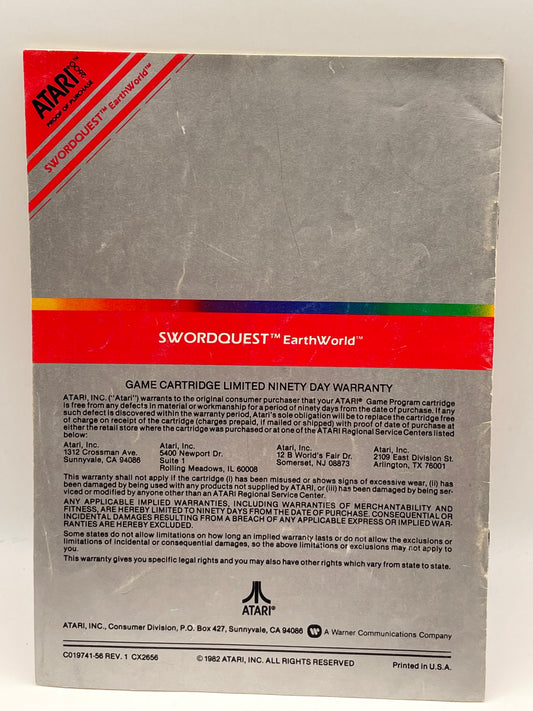 ATARI®
PROOF OF PURCHASE
SWORDQUEST™ EarthWorld™
SWORDQUEST™ EarthWorld™
GAME CARTRIDGE LIMITED NINETY DAY WARRANTY
ATARI, INC. ("Atari") warrants to the original consumer purchaser that your ATARI® Game Program cartridge
is free from any defects in material or workmanship for a period of ninety days from the date of purchase. If any
such defect is discovered within the warranty period, Atari's sole obligation will be to replace the cartridge free
of charge on receipt of the cartridge (charges prepaid, if mailed or shipped) with proof of date of purchase at
either the retail store where the cartridge was purchased or at one of the ATARI Regional Service Centers listed
below:
Atari, Inc. Atari, Inc. Atari, Inc. Atari, Inc.
1312 Crossman Ave. 5400 Newport Dr. 12 B World's Fair Dr. 2109 East Division St.
Sunnyvale, CA 94086 Suite 1 Somerset, NJ 08873 Arlington, TX 76001
Rolling Meadows, IL 60008
This warranty shall not apply if the cartridge (i) has been misused or shows signs of excessive wear, (ii) has
been damaged by being used with any products not supplied by ATARI, or (iii) has been damaged by being ser-
viced or modified by anyone other than an ATARI Regional Service Center.
ANY APPLICABLE IMPLIED WARRANTIES, INCLUDING WARRANTIES OF MERCHANTABILITY AND
FITNESS, ARE HEREBY LIMITED TO NINETY DAYS FROM THE DATE OF PURCHASE. CONSEQUENTIAL OR
INCIDENTAL DAMAGES RESULTING FROM A BREACH OF ANY APPLICABLE EXPRESS OR IMPLIED WAR-
RANTIES ARE HEREBY EXCLUDED.
Some states do not allow limitations on how long an implied warranty lasts or do not allow the exclusions or
limitations of incidental or consequential damages, so the above limitations or exclusions may not apply to
you.
This warranty gives you specific legal rights and you may also have other rights which vary from state to state.
ATARI®
ATARI, INC., Consumer Division, P.O. Box 427, Sunnyvale, CA 94086 A Warner Communications Company
C019741-56 REV. 1 CX2656 © 1982 ATARI, INC. ALL RIGHTS RESERVED Printed in U.S.A.